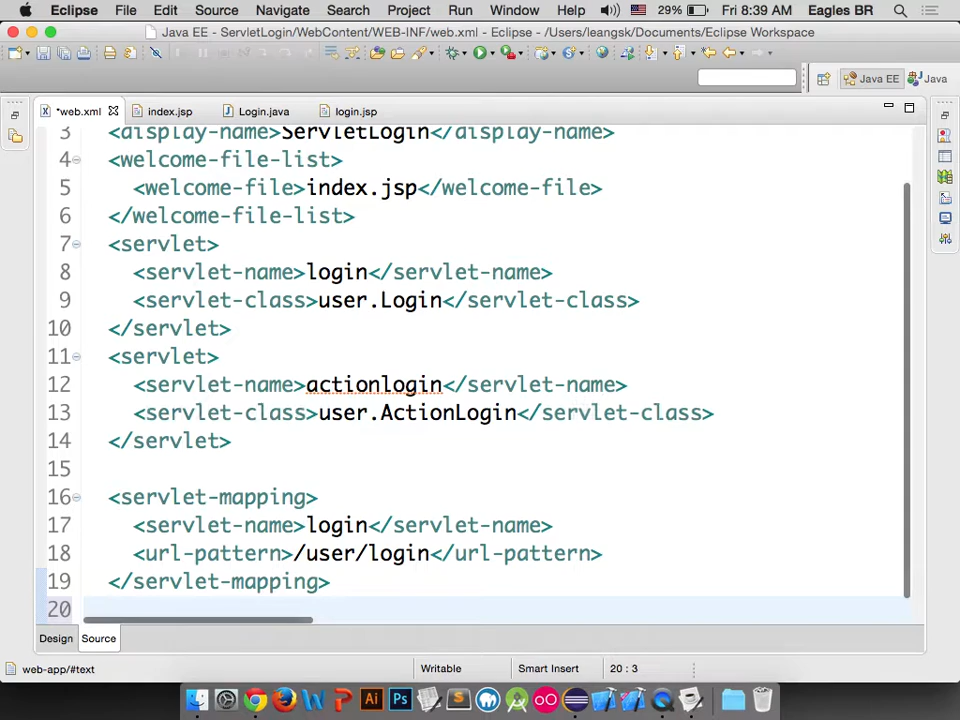 Eclipse File Edit Source Navigate Search Project Run Window Help 29% Fri 8:39 AM Eagles BR
Java EE - ServletLogin/WebContent/WEB-INF/web.xml - Eclipse - /Users/leangsk/Documents/Eclipse Workspace
Java EE Java
*web.xml index.jsp Login.java login.jsp
3 <display-name>ServletLogin</display-name>
4 <welcome-file-list>
5 <welcome-file>index.jsp</welcome-file>
6 </welcome-file-list>
7 <servlet>
8 <servlet-name>login</servlet-name>
9 <servlet-class>user.Login</servlet-class>
10 </servlet>
11 <servlet>
12 <servlet-name>actionlogin</servlet-name>
13 <servlet-class>user.ActionLogin</servlet-class>
14 </servlet>
15
16 <servlet-mapping>
17 <servlet-name>login</servlet-name>
18 <url-pattern>/user/login</url-pattern>
19 </servlet-mapping>
20
Design Source
web-app/#text Writable Smart Insert 20 : 3
W P Ai Ps S